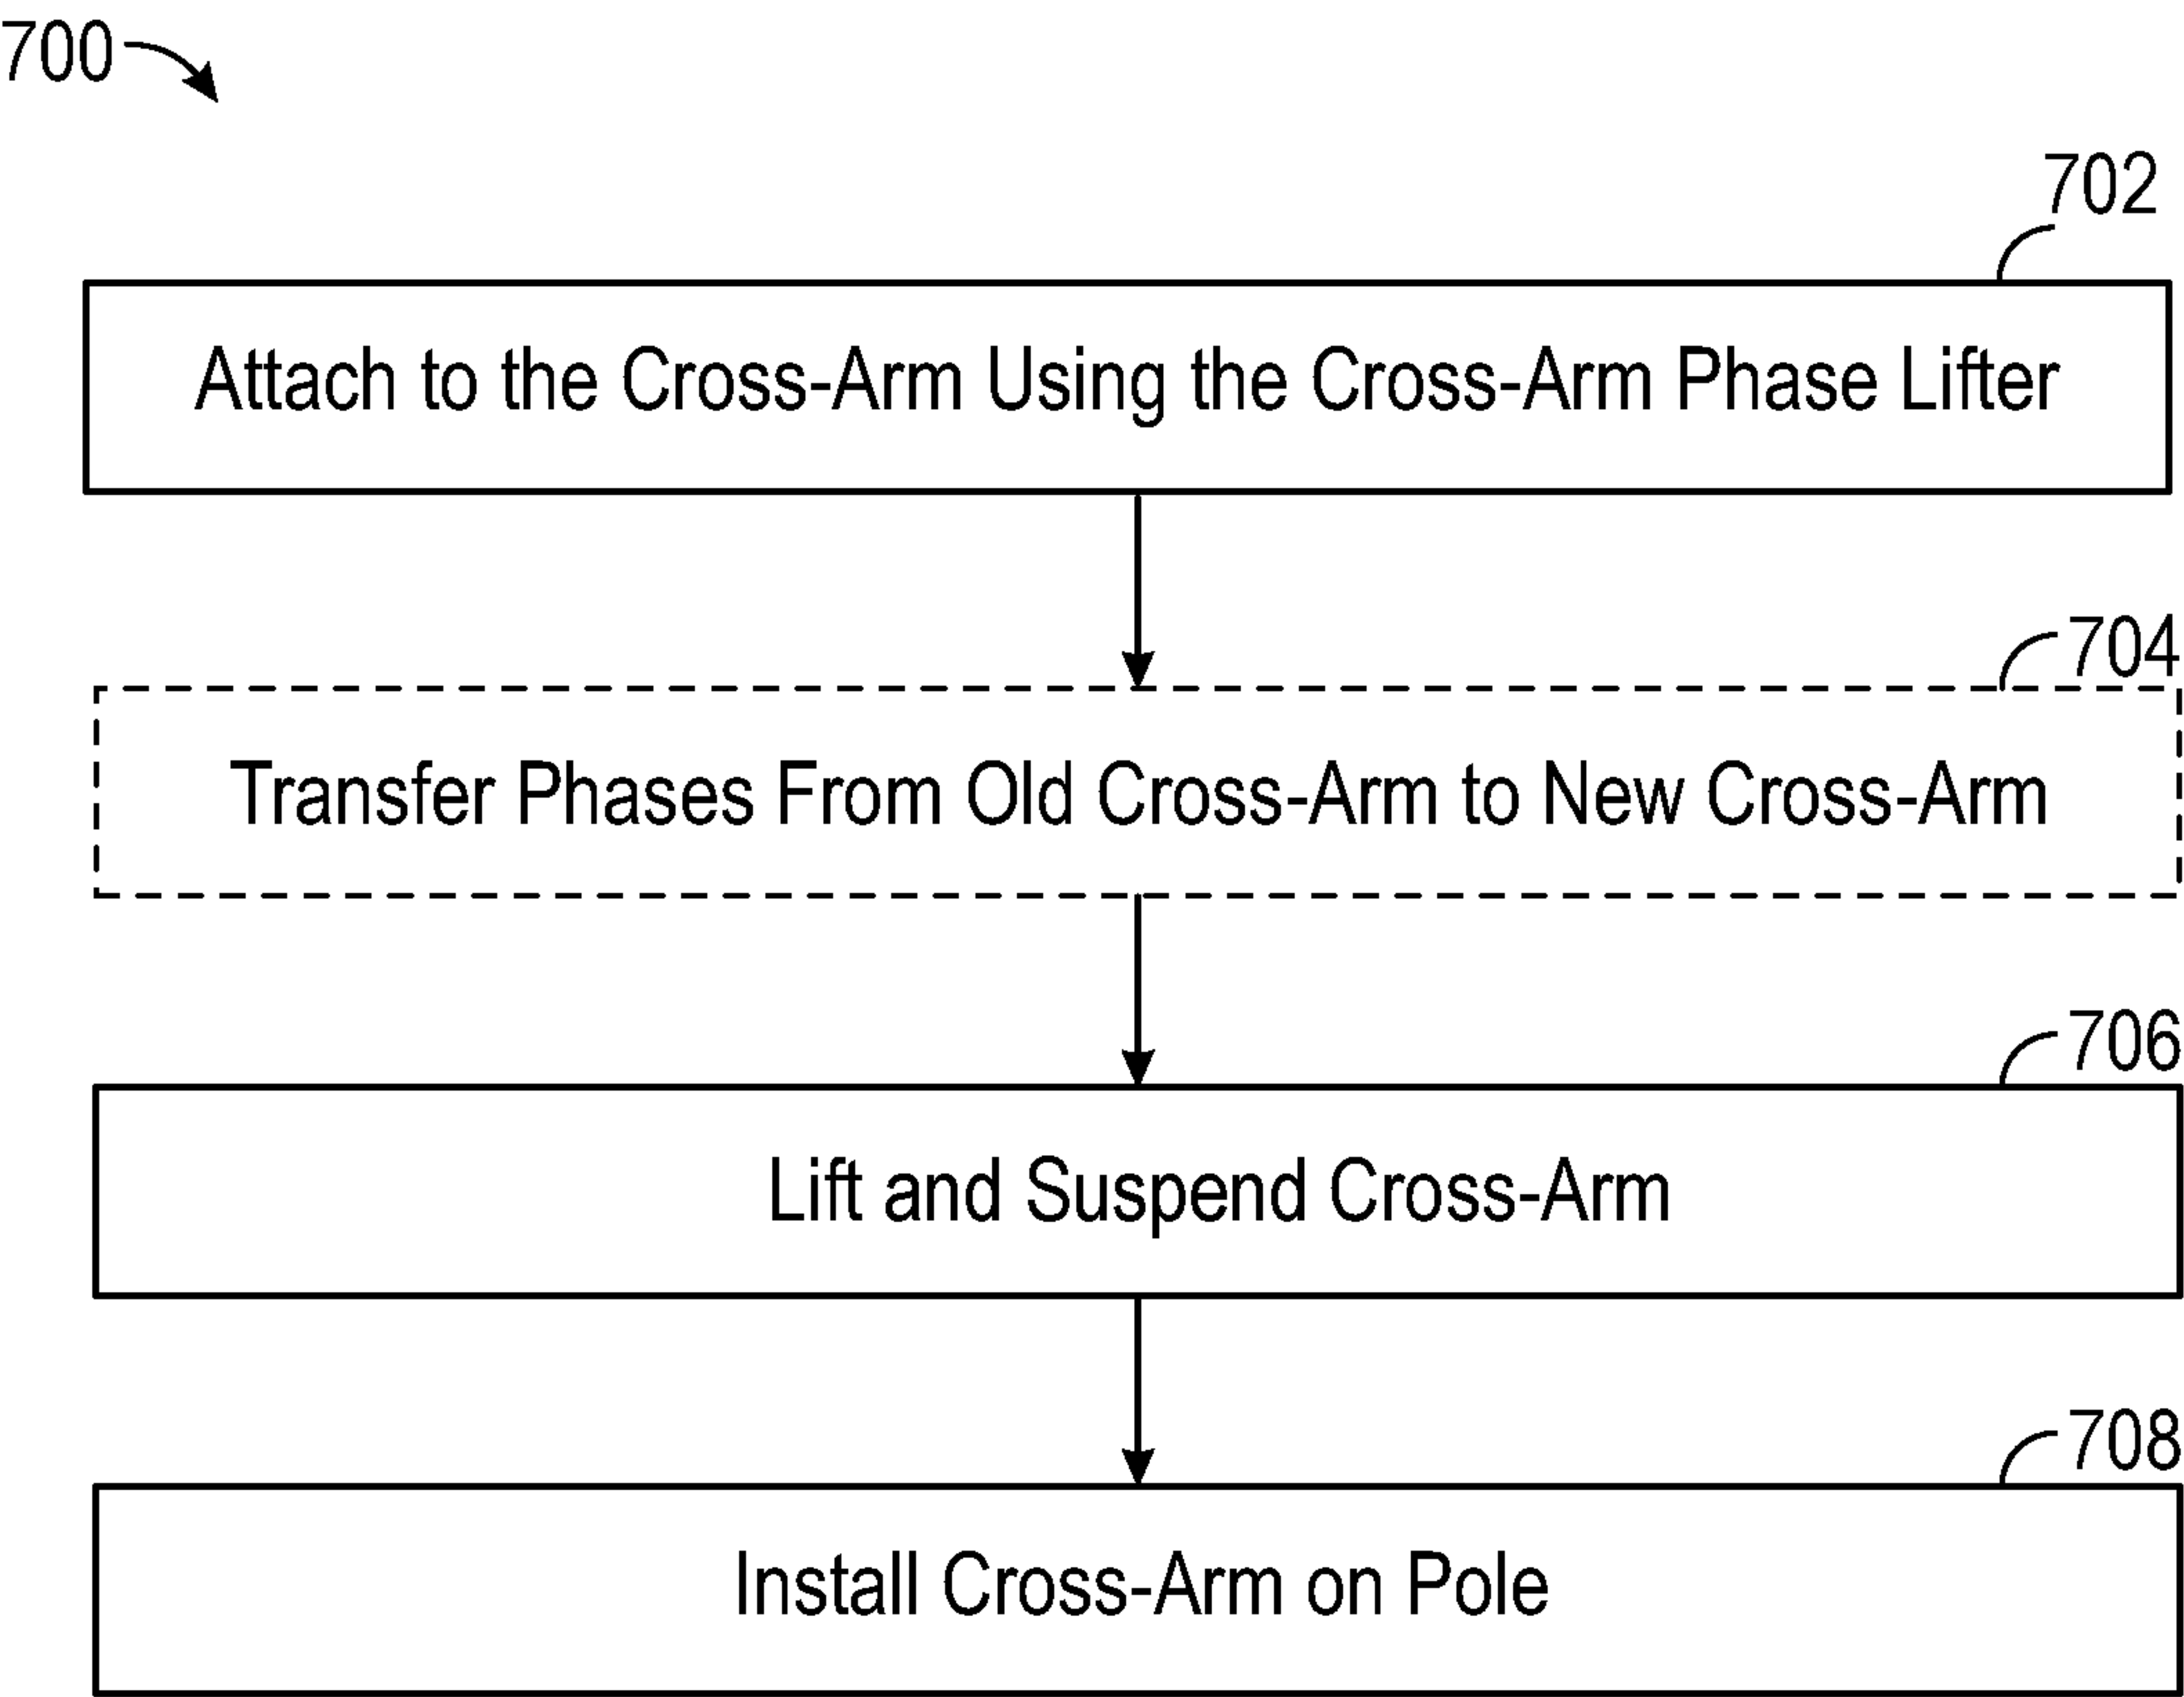 700
702
Attach to the Cross-Arm Using the Cross-Arm Phase Lifter
704
Transfer Phases From Old Cross-Arm to New Cross-Arm
706
Lift and Suspend Cross-Arm
708
Install Cross-Arm on Pole